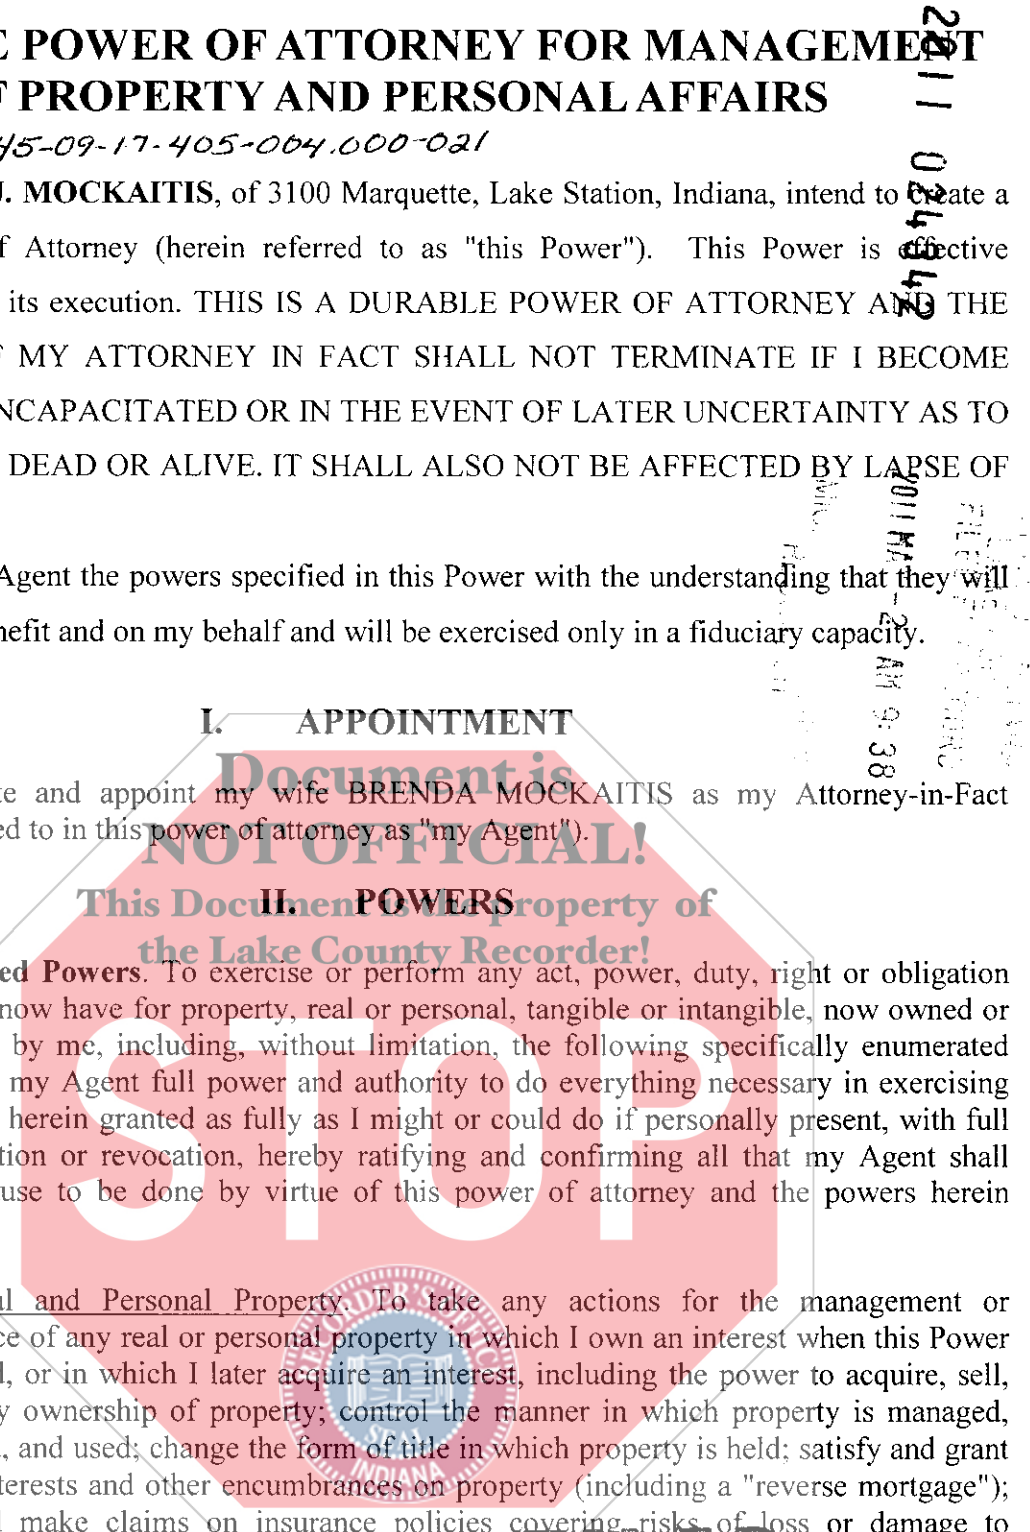 POWER OF ATTORNEY FOR MANAGEMENT
PROPERTY AND PERSONAL AFFAIRS
45-09-17-405-004.000-021
2011 024342
J. MOCKAITIS, of 3100 Marquette, Lake Station, Indiana, intend to create a
Attorney (herein referred to as "this Power"). This Power is effective
its execution. THIS IS A DURABLE POWER OF ATTORNEY AND THE
MY ATTORNEY IN FACT SHALL NOT TERMINATE IF I BECOME
NCAPACITATED OR IN THE EVENT OF LATER UNCERTAINTY AS TO
DEAD OR ALIVE. IT SHALL ALSO NOT BE AFFECTED BY LAPSE OF
Agent the powers specified in this Power with the understanding that they will
nefit and on my behalf and will be exercised only in a fiduciary capacity.
AM 9:38
I. APPOINTMENT
Document is
te and appoint my wife BRENDA MOCKAITIS as my Attorney-in-Fact
ed to in this power of attorney as "my Agent").
NOT OFFICIAL!
II. POWERS
This Document is the property of
the Lake County Recorder!
ed Powers. To exercise or perform any act, power, duty, right or obligation
now have for property, real or personal, tangible or intangible, now owned or
by me, including, without limitation, the following specifically enumerated
my Agent full power and authority to do everything necessary in exercising
herein granted as fully as I might or could do if personally present, with full
tion or revocation, hereby ratifying and confirming all that my Agent shall
use to be done by virtue of this power of attorney and the powers herein
STOP
al and Personal Property. To take any actions for the management or
ce of any real or personal property in which I own an interest when this Power
, or in which I later acquire an interest, including the power to acquire, sell,
y ownership of property; control the manner in which property is managed,
, and used; change the form of title in which property is held; satisfy and grant
terests and other encumbrances on property (including a "reverse mortgage");
make claims on insurance policies covering risks of loss or damage to
RECORDER'S OFFICE
SEAL
INDIANA